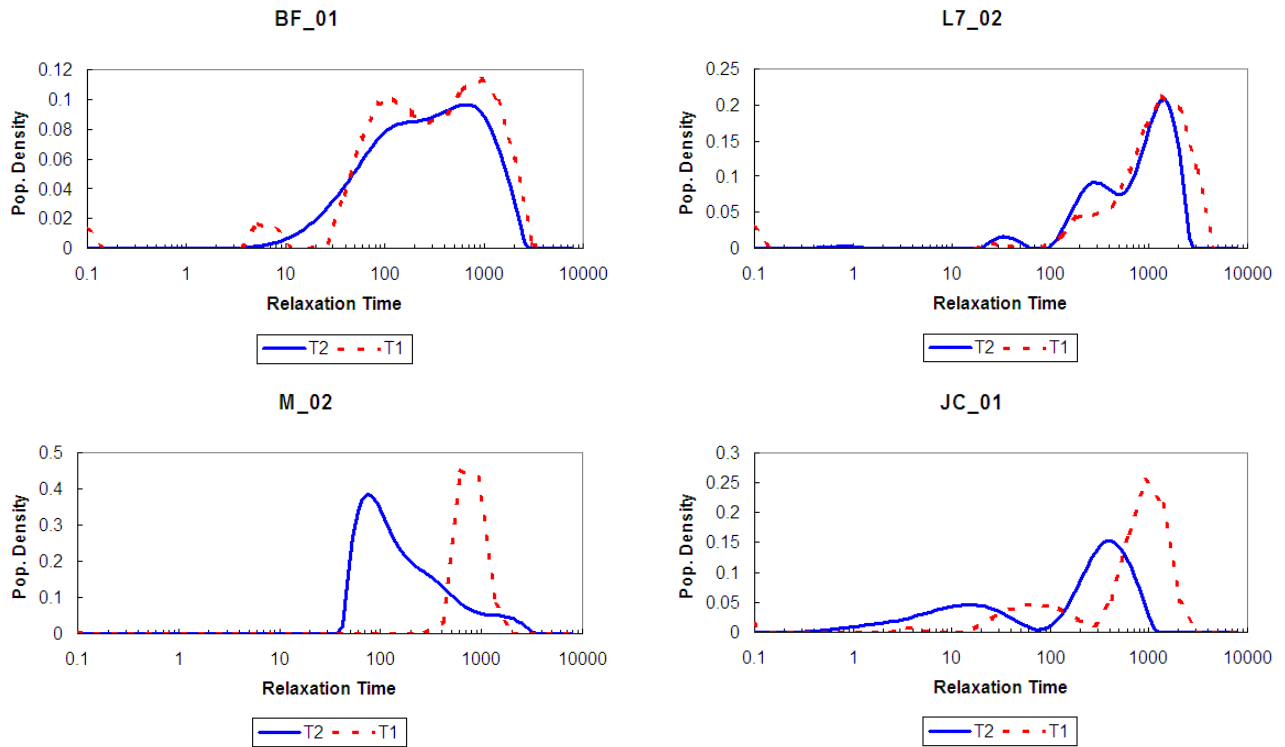 BF_01
0.12
0.1
0.08
0.06
0.04
0.02
0
Pop. Density
0.1 1 10 100 1000 10000
Relaxation Time
T2 T1
L7_02
0.25
0.2
0.15
0.1
0.05
0
Pop. Density
0.1 1 10 100 1000 10000
Relaxation Time
T2 T1
M_02
0.5
0.4
0.3
0.2
0.1
0
Pop. Density
0.1 1 10 100 1000 10000
Relaxation Time
T2 T1
JC_01
0.3
0.25
0.2
0.15
0.1
0.05
0
Pop. Density
0.1 1 10 100 1000 10000
Relaxation Time
T2 T1